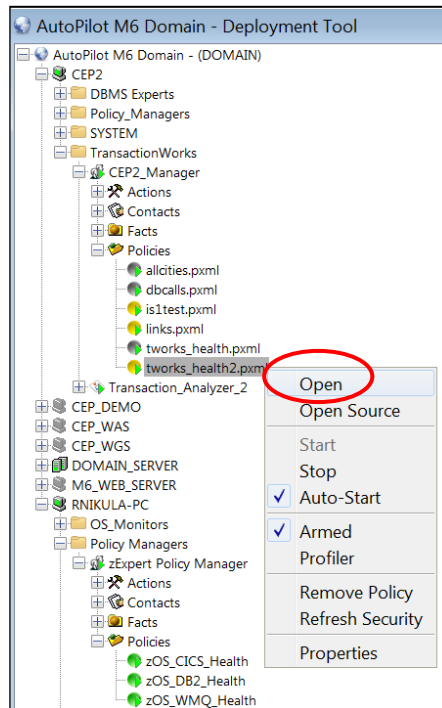 AutoPilot M6 Domain - Deployment Tool
AutoPilot M6 Domain - (DOMAIN)
CEP2
DBMS Experts
Policy_Managers
SYSTEM
TransactionWorks
CEP2_Manager
Actions
Contacts
Facts
Policies
allcities.pxml
dbcalls.pxml
is1test.pxml
links.pxml
tworks_health.pxml
tworks_health2.pxml
Transaction_Analyzer_2
CEP_DEMO
CEP_WAS
CEP_WGS
DOMAIN_SERVER
M6_WEB_SERVER
RNIKULA-PC
OS_Monitors
Policy Managers
zExpert Policy Manager
Actions
Contacts
Facts
Policies
zOS_CICS_Health
zOS_DB2_Health
zOS_WMQ_Health
Open
Open Source
Start
Stop
Auto-Start
Armed
Profiler
Remove Policy
Refresh Security
Properties